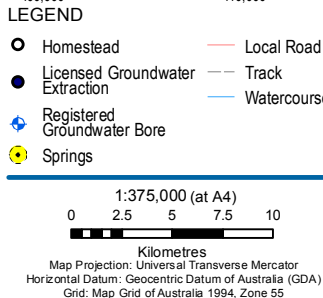 LEGEND
Homestead
Licensed Groundwater
Extraction
Registered
Groundwater Bore
Springs
Local Road
Track
Watercourse
1:375,000 (at A4)
0 2.5 5 7.5 10
Kilometres
Map Projection: Universal Transverse Mercator
Horizontal Datum: Geocentric Datum of Australia (GDA)
Grid: Map Grid of Australia 1994, Zone 55